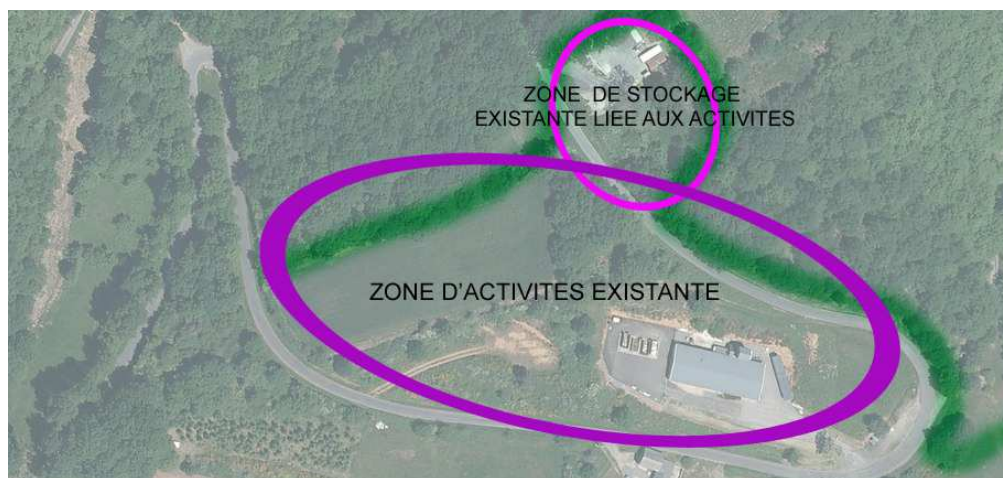 ZONE DE STOCKAGE
EXISTANTE LIEE AUX ACTIVITES
ZONE D'ACTIVITES EXISTANTE